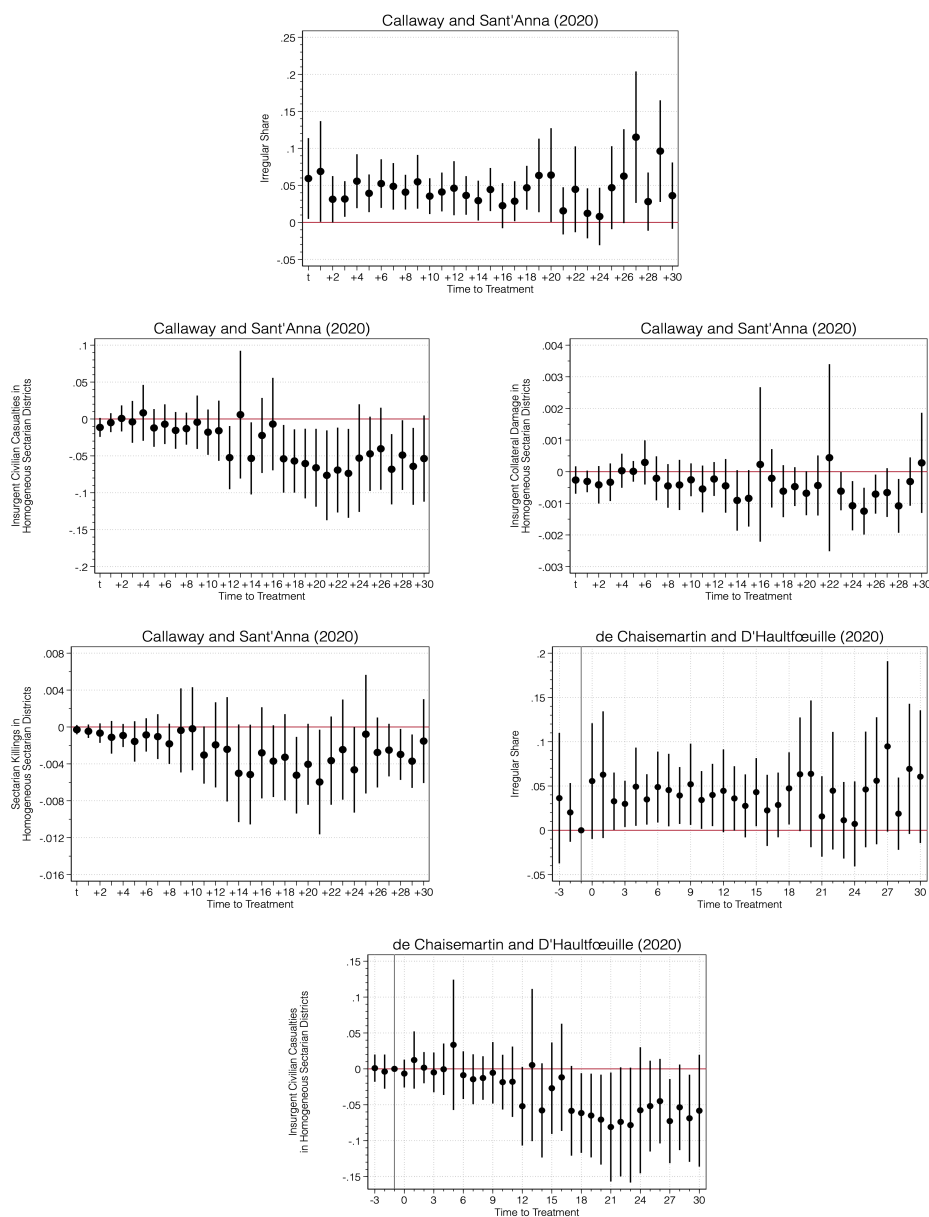 Callaway and Sant'Anna (2020)
Irregular Share
.25
.2
.15
.1
.05
0
-.05
t +2 +4 +6 +8 +10 +12 +14 +16 +18 +20 +22 +24 +26 +28 +30
Time to Treatment
Callaway and Sant'Anna (2020)
Insurgent Civilian Casualties in
Homogeneous Sectarian Districts
.1
.05
0
-.05
-.1
-.15
-.2
t +2 +4 +6 +8 +10 +12 +14 +16 +18 +20 +22 +24 +26 +28 +30
Time to Treatment
Callaway and Sant'Anna (2020)
Insurgent Collateral Damage in
Homogeneous Sectarian Districts
.004
.003
.002
.001
0
-.001
-.002
-.003
t +2 +4 +6 +8 +10 +12 +14 +16 +18 +20 +22 +24 +26 +28 +30
Time to Treatment
Callaway and Sant'Anna (2020)
Sectarian Killings in
Homogeneous Sectarian Districts
.008
.004
0
-.004
-.008
-.012
-.016
t +2 +4 +6 +8 +10 +12 +14 +16 +18 +20 +22 +24 +26 +28 +30
Time to Treatment
de Chaisemartin and D'Haultfœuille (2020)
Irregular Share
.2
.15
.1
.05
0
-.05
-3 0 3 6 9 12 15 18 21 24 27 30
Time to Treatment
de Chaisemartin and D'Haultfœuille (2020)
Insurgent Civilian Casualties
in Homogeneous Sectarian Districts
.15
.1
.05
0
-.05
-.1
-.15
-3 0 3 6 9 12 15 18 21 24 27 30
Time to Treatment